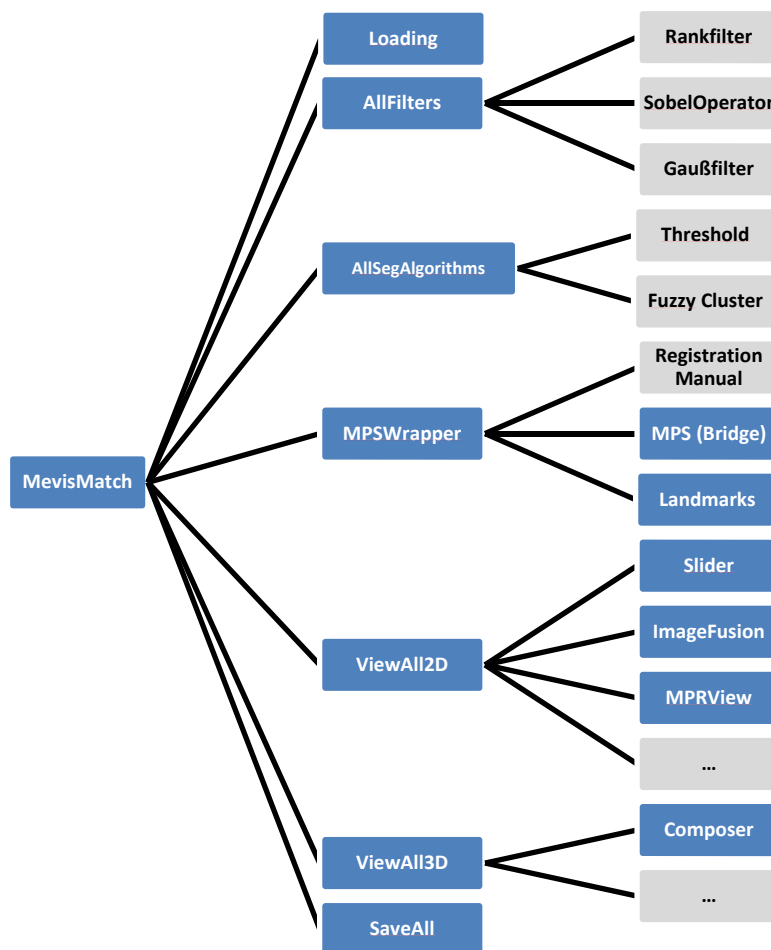 Loading
Rankfilter
AllFilters
SobelOperator
Gaußfilter
AllSegAlgorithms
Threshold
Fuzzy Cluster
MevisMatch
MPSWrapper
Registration
Manual
MPS (Bridge)
Landmarks
ViewAll2D
Slider
ImageFusion
MPRView
...
ViewAll3D
Composer
...
SaveAll